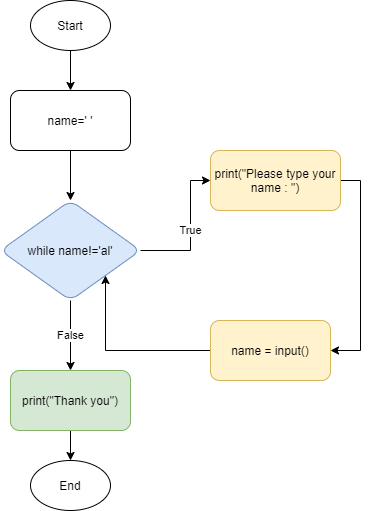 Start
name=' '
while name!='al'
True
print("Please type your
name : ")
name = input()
False
print("Thank you")
End